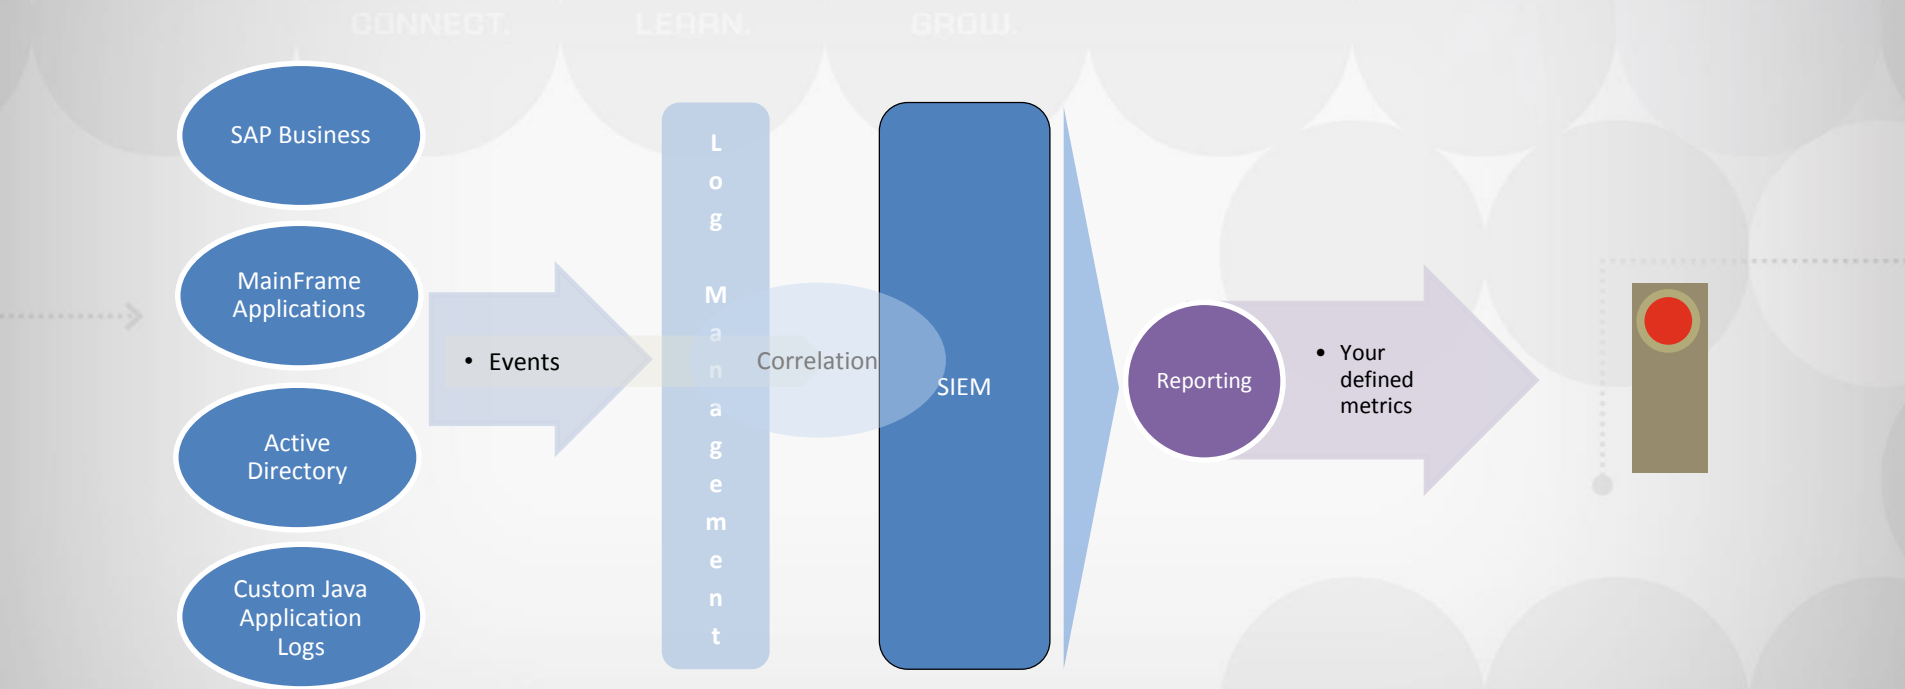 CONNECT. LEARN. GROW.
SAP Business
MainFrame
Applications
Active
Directory
Custom Java
Application
Logs
• Events
L
o
g
M
a
n
a
g
e
m
e
n
t
Correlation
SIEM
Reporting
• Your
defined
metrics